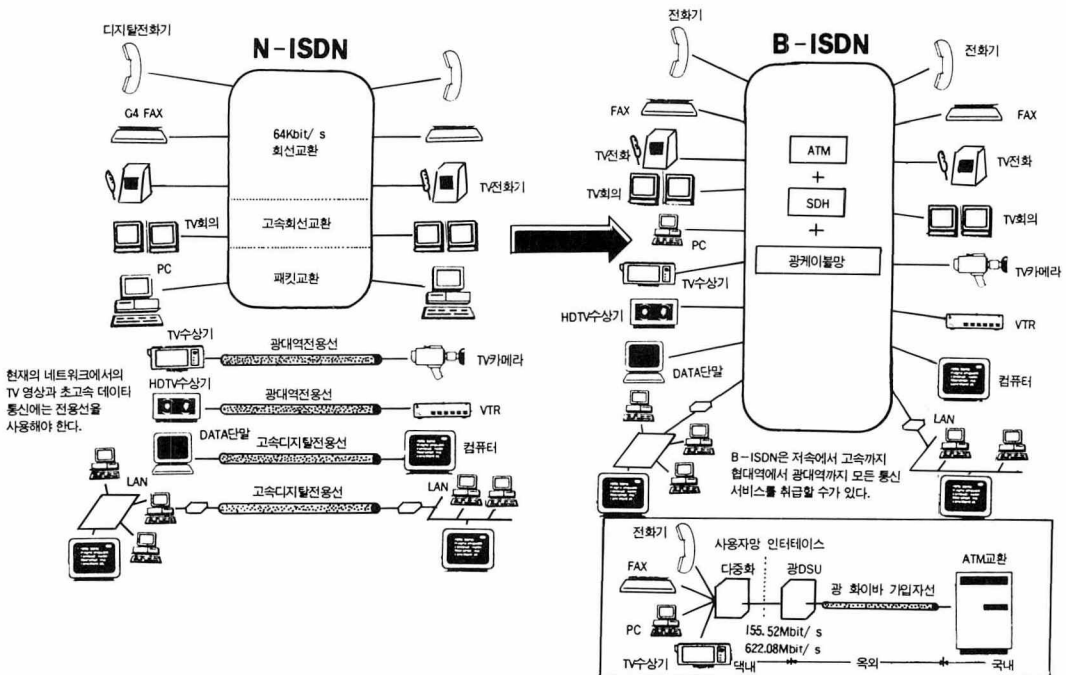 디지탈전화기
N-ISDN
G4 FAX
64Kbit/ s
회선교환
TV전화기
TV회의
고속회선교환
PC
패킷교환
TV수상기
광대역전용선
TV카메라
현재의 네트워크에서의
TV 영상과 초고속 데이타
통신에는 전용선을
사용해야 한다.
HDTV수상기
광대역전용선
VTR
DATA단말
고속디지탈전용선
컴퓨터
LAN
고속디지탈전용선
LAN
전화기
B-ISDN
전화기
FAX
FAX
ATM
TV전화
TV전화
+
TV회의
SDH
TV회의
+
PC
광케이블망
TV카메라
TV수상기
HDTV수상기
VTR
DATA단말
컴퓨터
LAN
B-ISDN은 저속에서 고속까지
협대역에서 광대역까지 모든 통신
서비스를 취급할 수가 있다.
전화기
사용자망 인터테이스
FAX
다중화
광DSU
광 화이바 가입자선
ATM교환
PC
155.52Mbit/ s
622.08Mbit/ s
TV수상기
댁내
옥외
국내